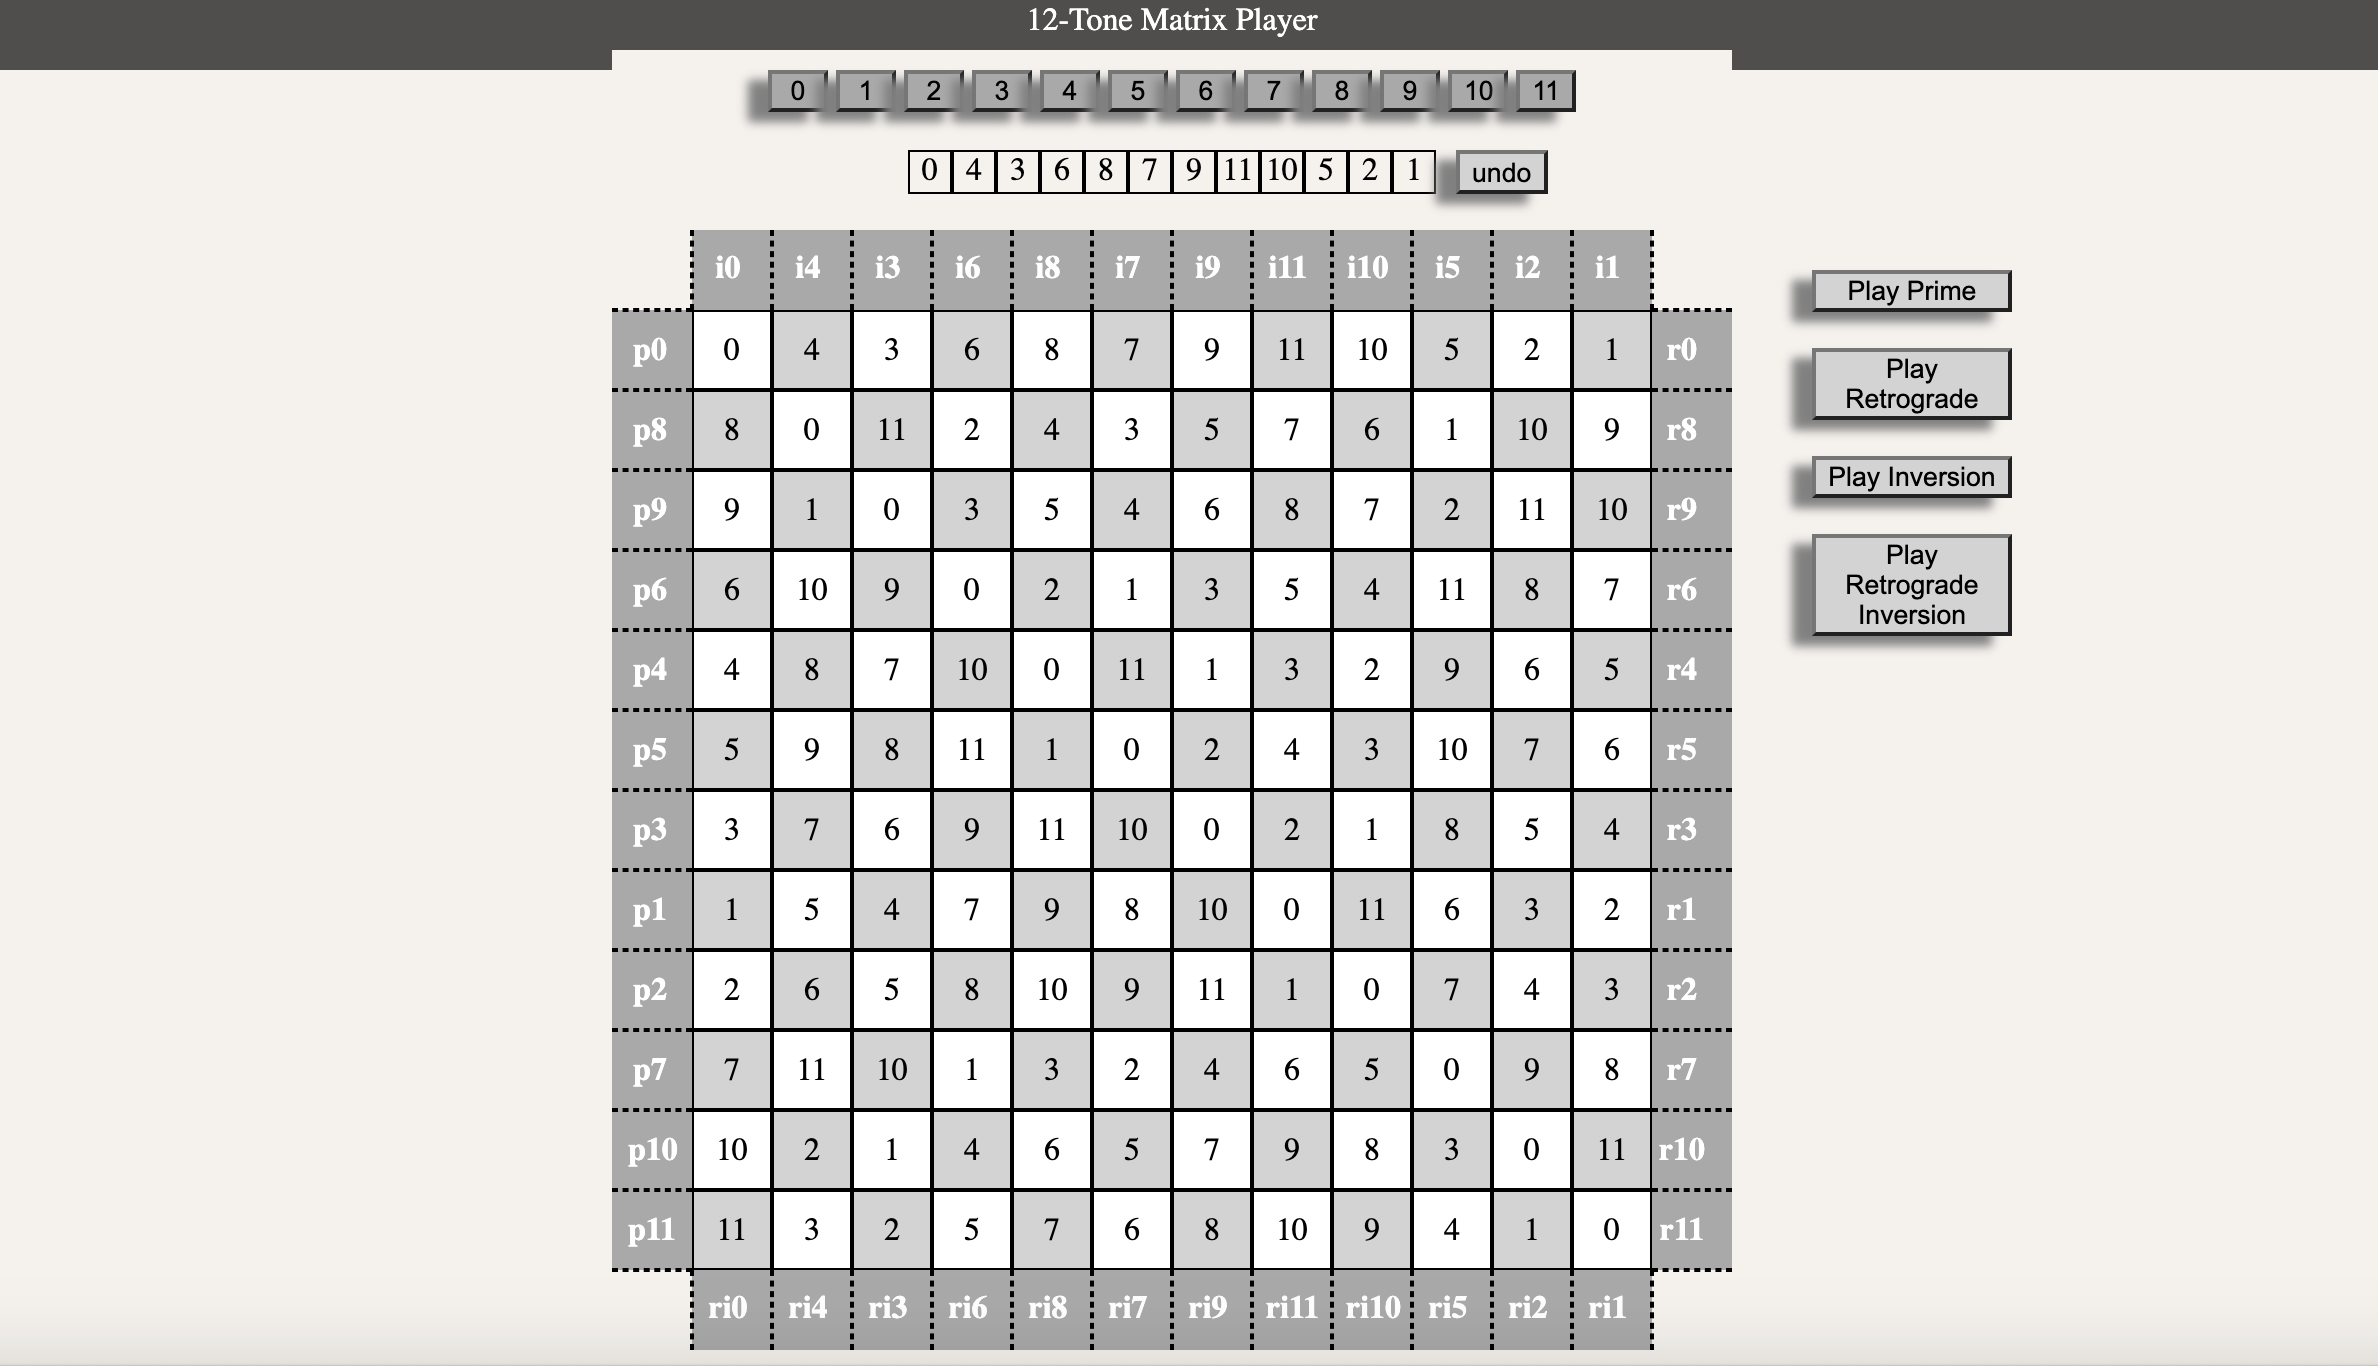 12-Tone Matrix Player
0 1 2 3 4 5 6 7 8 9 10 11
0 4 3 6 8 7 9 11 10 5 2 1 undo
i0 i4 i3 i6 i8 i7 i9 i11 i10 i5 i2 i1
p0 0 4 3 6 8 7 9 11 10 5 2 1 r0
p8 8 0 11 2 4 3 5 7 6 1 10 9 r8
p9 9 1 0 3 5 4 6 8 7 2 11 10 r9
p6 6 10 9 0 2 1 3 5 4 11 8 7 r6
p4 4 8 7 10 0 11 1 3 2 9 6 5 r4
p5 5 9 8 11 1 0 2 4 3 10 7 6 r5
p3 3 7 6 9 11 10 0 2 1 8 5 4 r3
p1 1 5 4 7 9 8 10 0 11 6 3 2 r1
p2 2 6 5 8 10 9 11 1 0 7 4 3 r2
p7 7 11 10 1 3 2 4 6 5 0 9 8 r7
p10 10 2 1 4 6 5 7 9 8 3 0 11 r10
p11 11 3 2 5 7 6 8 10 9 4 1 0 r11
ri0 ri4 ri3 ri6 ri8 ri7 ri9 ri11 ri10 ri5 ri2 ri1
Play Prime
Play
Retrograde
Play Inversion
Play
Retrograde
Inversion